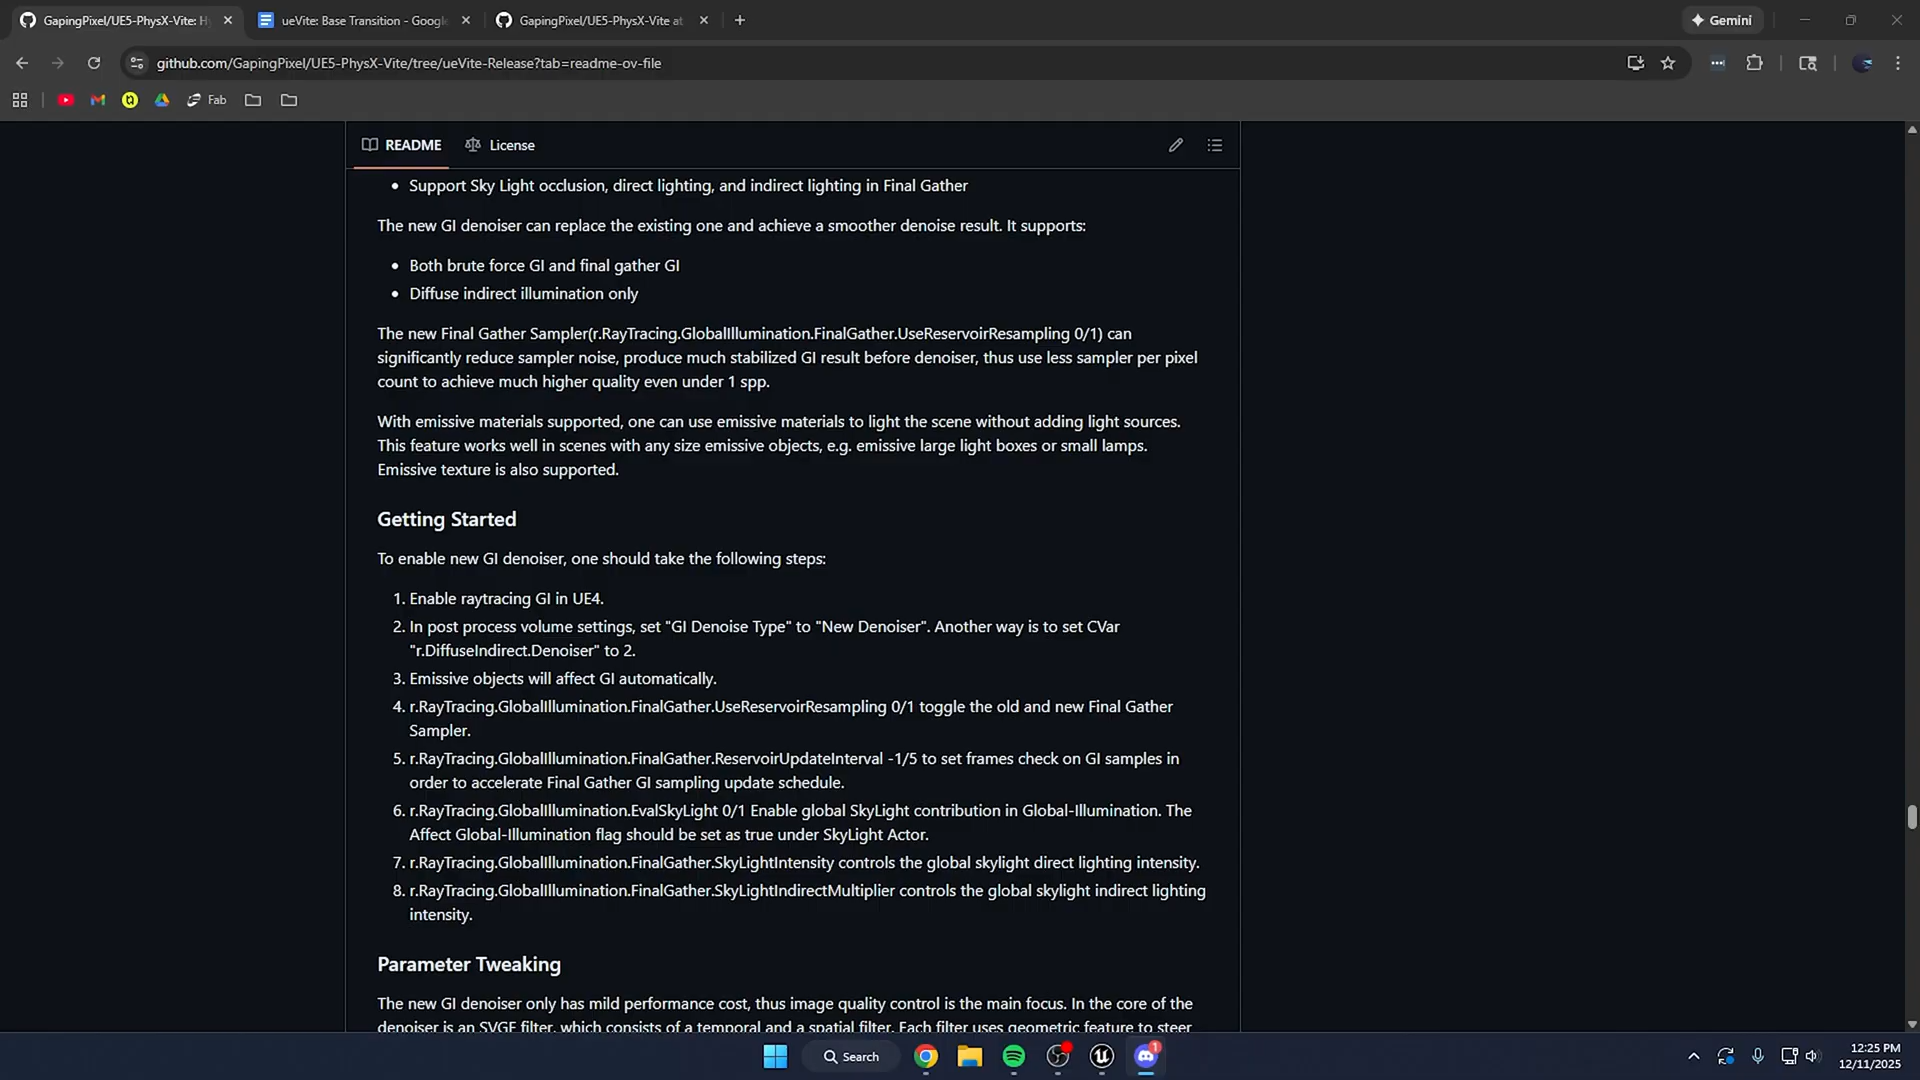 GapingPixel/UE5-PhysX-Vite: Hy
ueVite: Base Transition - Google
GapingPixel/UE5-PhysX-Vite at
Gemini
github.com/GapingPixel/UE5-PhysX-Vite/tree/ueVite-Release?tab=readme-ov-file
Fab
README
License
• Support Sky Light occlusion, direct lighting, and indirect lighting in Final Gather
The new GI denoiser can replace the existing one and achieve a smoother denoise result. It supports:
• Both brute force GI and final gather GI
• Diffuse indirect illumination only
The new Final Gather Sampler(r.RayTracing.GlobalIllumination.FinalGather.UseReservoirResampling 0/1) can
significantly reduce sampler noise, produce much stabilized GI result before denoiser, thus use less sampler per pixel
count to achieve much higher quality even under 1 spp.
With emissive materials supported, one can use emissive materials to light the scene without adding light sources.
This feature works well in scenes with any size emissive objects, e.g. emissive large light boxes or small lamps.
Emissive texture is also supported.
Getting Started
To enable new GI denoiser, one should take the following steps:
1. Enable raytracing GI in UE4.
2. In post process volume settings, set "GI Denoise Type" to "New Denoiser". Another way is to set CVar
"r.DiffuseIndirect.Denoiser" to 2.
3. Emissive objects will affect GI automatically.
4. r.RayTracing.GlobalIllumination.FinalGather.UseReservoirResampling 0/1 toggle the old and new Final Gather
Sampler.
5. r.RayTracing.GlobalIllumination.FinalGather.ReservoirUpdateInterval -1/5 to set frames check on GI samples in
order to accelerate Final Gather GI sampling update schedule.
6. r.RayTracing.GlobalIllumination.EvalSkyLight 0/1 Enable global SkyLight contribution in Global-Illumination. The
Affect Global-Illumination flag should be set as true under SkyLight Actor.
7. r.RayTracing.GlobalIllumination.FinalGather.SkyLightIntensity controls the global skylight direct lighting intensity.
8. r.RayTracing.GlobalIllumination.FinalGather.SkyLightIndirectMultiplier controls the global skylight indirect lighting
intensity.
Parameter Tweaking
The new GI denoiser only has mild performance cost, thus image quality control is the main focus. In the core of the
denoiser is an SVGF filter, which consists of a temporal and a spatial filter. Each filter uses geometric feature to steer
Search
1
12:25 PM
12/11/2025